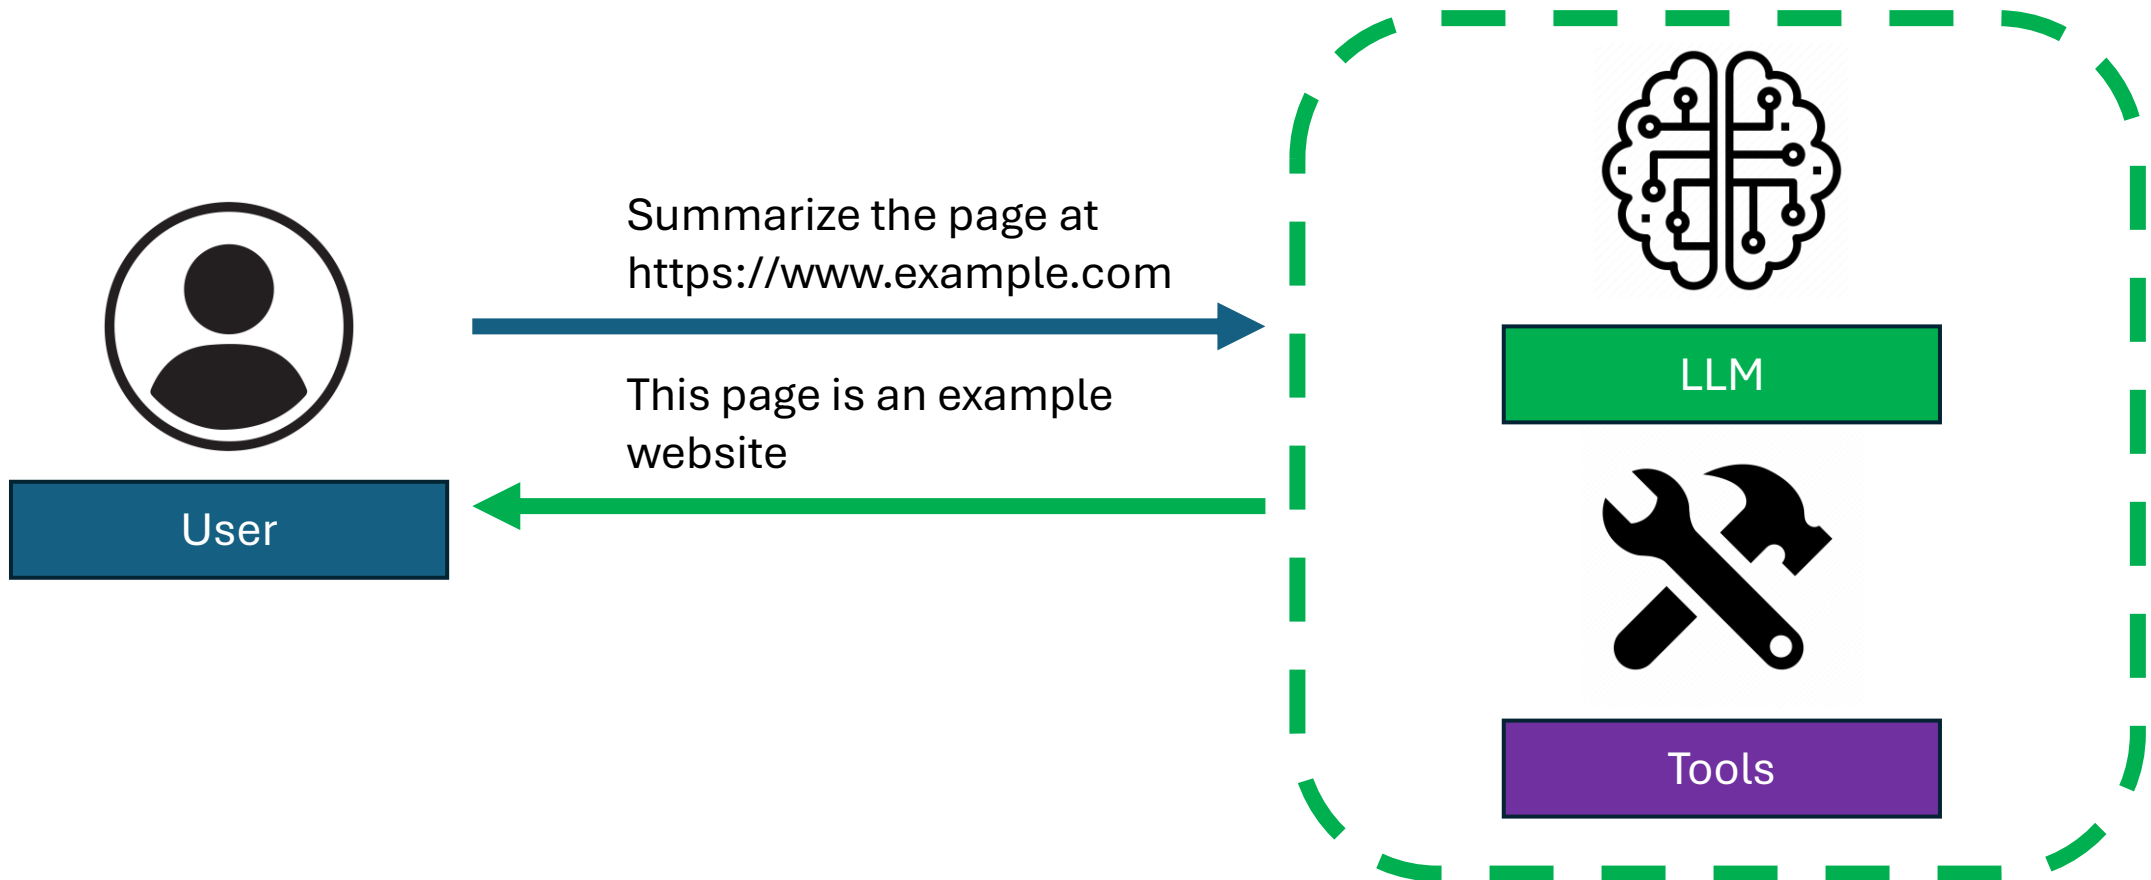 Summarize the page at
https://www.example.com
This page is an example
website
User
LLM
Tools